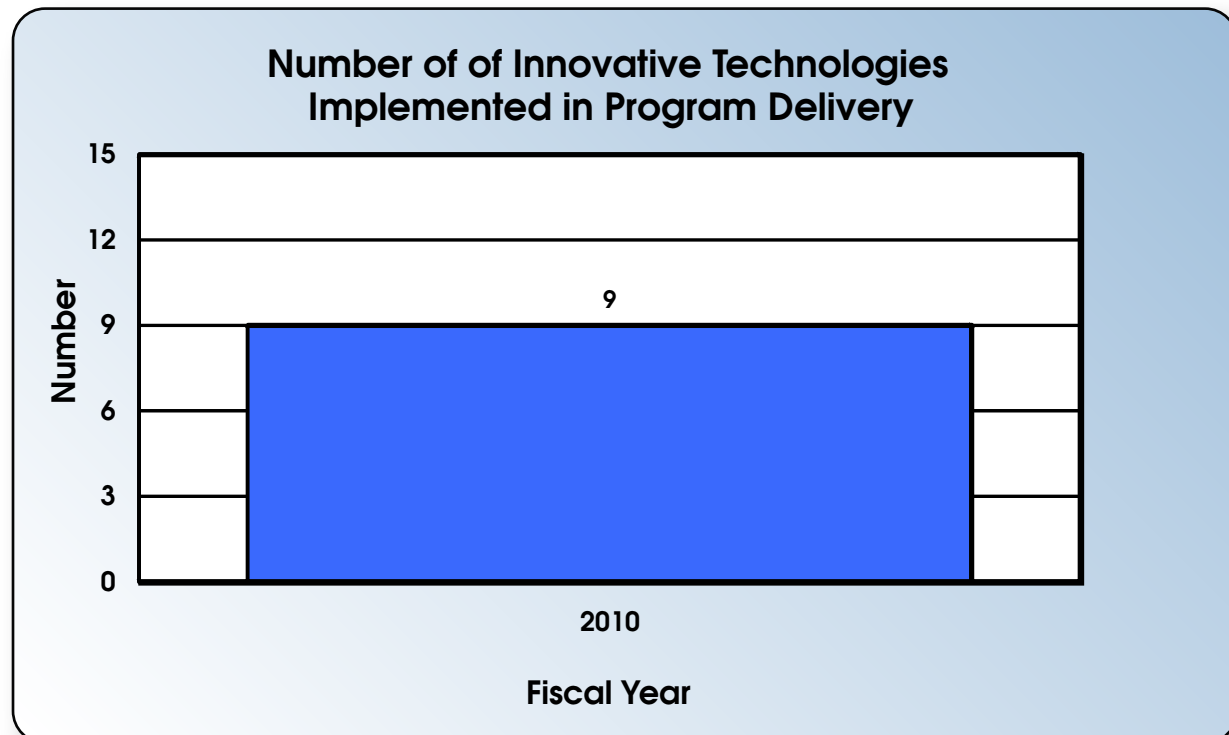 Number of of Innovative Technologies
Implemented in Program Delivery
15
12
9
9
6
3
0
Number
2010
Fiscal Year